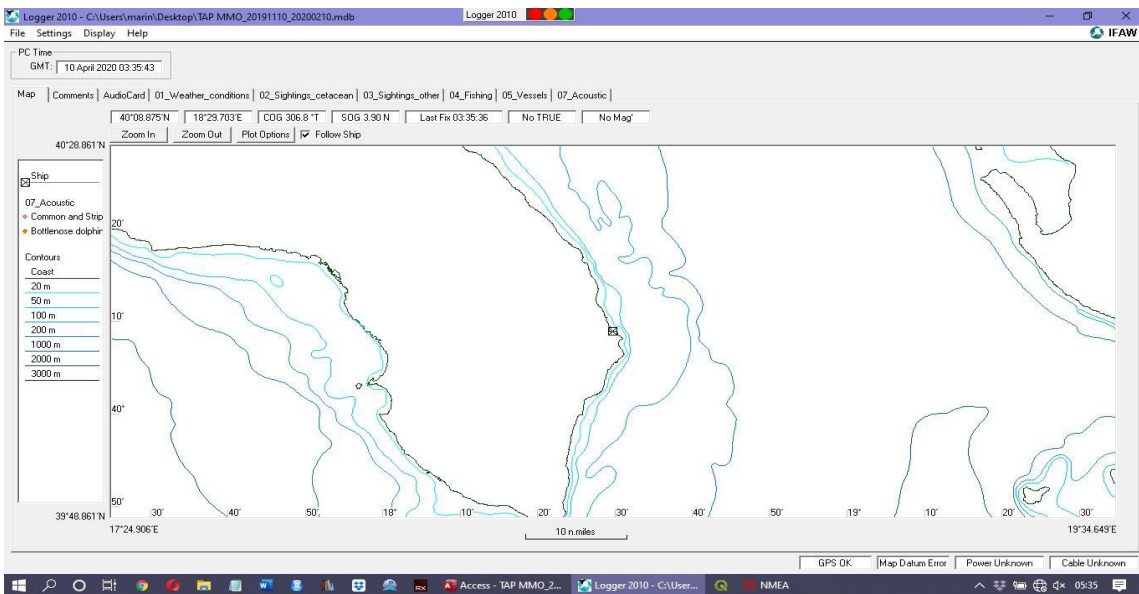 Logger 2010 - C:\Users\marin\Desktop\TAP MMO_20191110_20200210.mdb
Logger 2010
File Settings Display Help
IFAW
PC Time
GMT: 10 April 2020 03:35:43
Map Comments AudioCard 01_Weather_conditions 02_Sightings_cetacean 03_Sightings_other 04_Fishing 05_Vessels 07_Acoustic
40°08.875'N 18°29.703'E COG 306.8 °T SOG 3.90 N Last Fix 03:35:36 No TRUE No Mag'
Zoom In Zoom Out Plot Options Follow Ship
40°28.861'N
Ship
07_Acoustic
Common and Strip
Bottlenose dolphir
Contours
Coast
20 m
50 m
100 m
200 m
1000 m
2000 m
3000 m
20'
10'
40°
50'
39°48.861'N
30' 40' 50' 18° 10' 20' 30' 40' 50' 19° 10' 20' 30'
17°24.906'E
10 n.miles
19°34.649'E
GPS OK Map Datum Error Power Unknown Cable Unknown
Access - TAP MMO_2... Logger 2010 - C:\User... NMEA 05:35